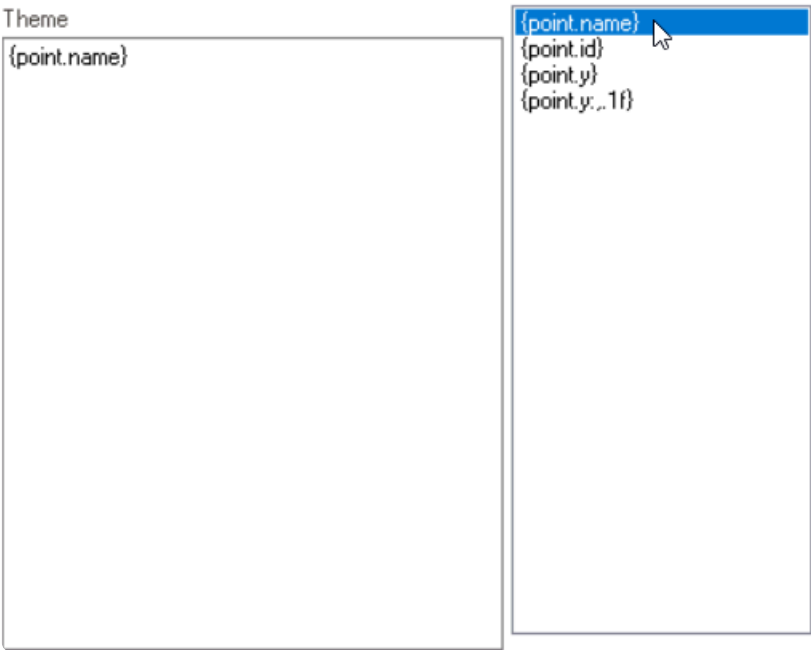 Theme
{point.name}
{point.name}
{point.id}
{point.y}
{point.y:,.1f}